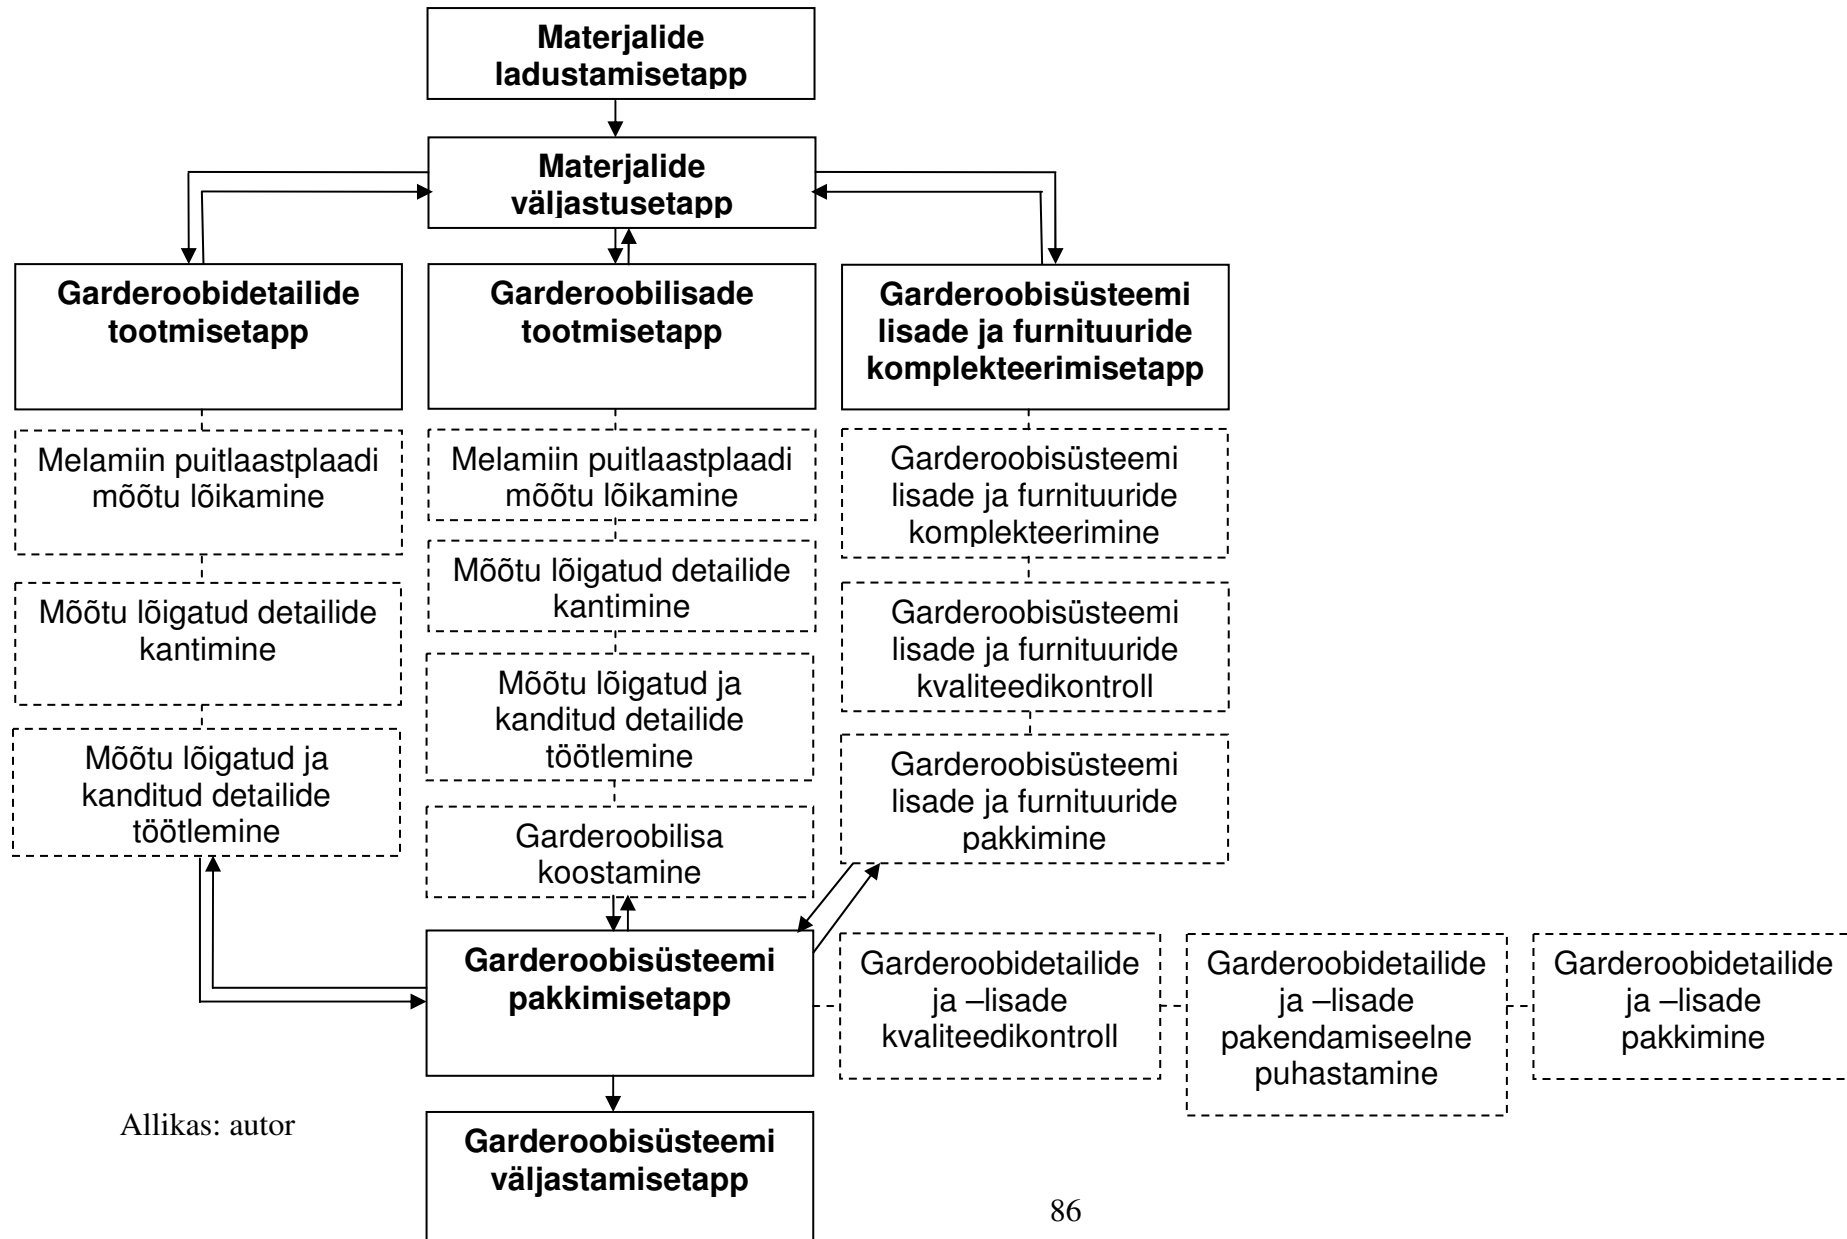 Materjalide
ladustamisetapp
Materjalide
väljastusetapp
Garderoobidetailide
tootmisetapp
Garderoobilisade
tootmisetapp
Garderoobisüsteemi
lisade ja furnituuride
komplekteerimisetapp
Melamiin puitlaastplaadi
mõõtu lõikamine
Mõõtu lõigatud detailide
kantimine
Mõõtu lõigatud ja
kanditud detailide
töötlemine
Melamiin puitlaastplaadi
mõõtu lõikamine
Mõõtu lõigatud detailide
kantimine
Mõõtu lõigatud ja
kanditud detailide
töötlemine
Garderoobilisa
koostamine
Garderoobisüsteemi
lisade ja furnituuride
komplekteerimine
Garderoobisüsteemi
lisade ja furnituuride
kvaliteedikontroll
Garderoobisüsteemi
lisade ja furnituuride
pakkimine
Garderoobisüsteemi
pakkimisetapp
Garderoobidetailide
ja –lisade
kvaliteedikontroll
Garderoobidetailide
ja –lisade
pakendamiseelne
puhastamine
Garderoobidetailide
ja –lisade
pakkimine
Garderoobisüsteemi
väljastamisetapp
Allikas: autor
86